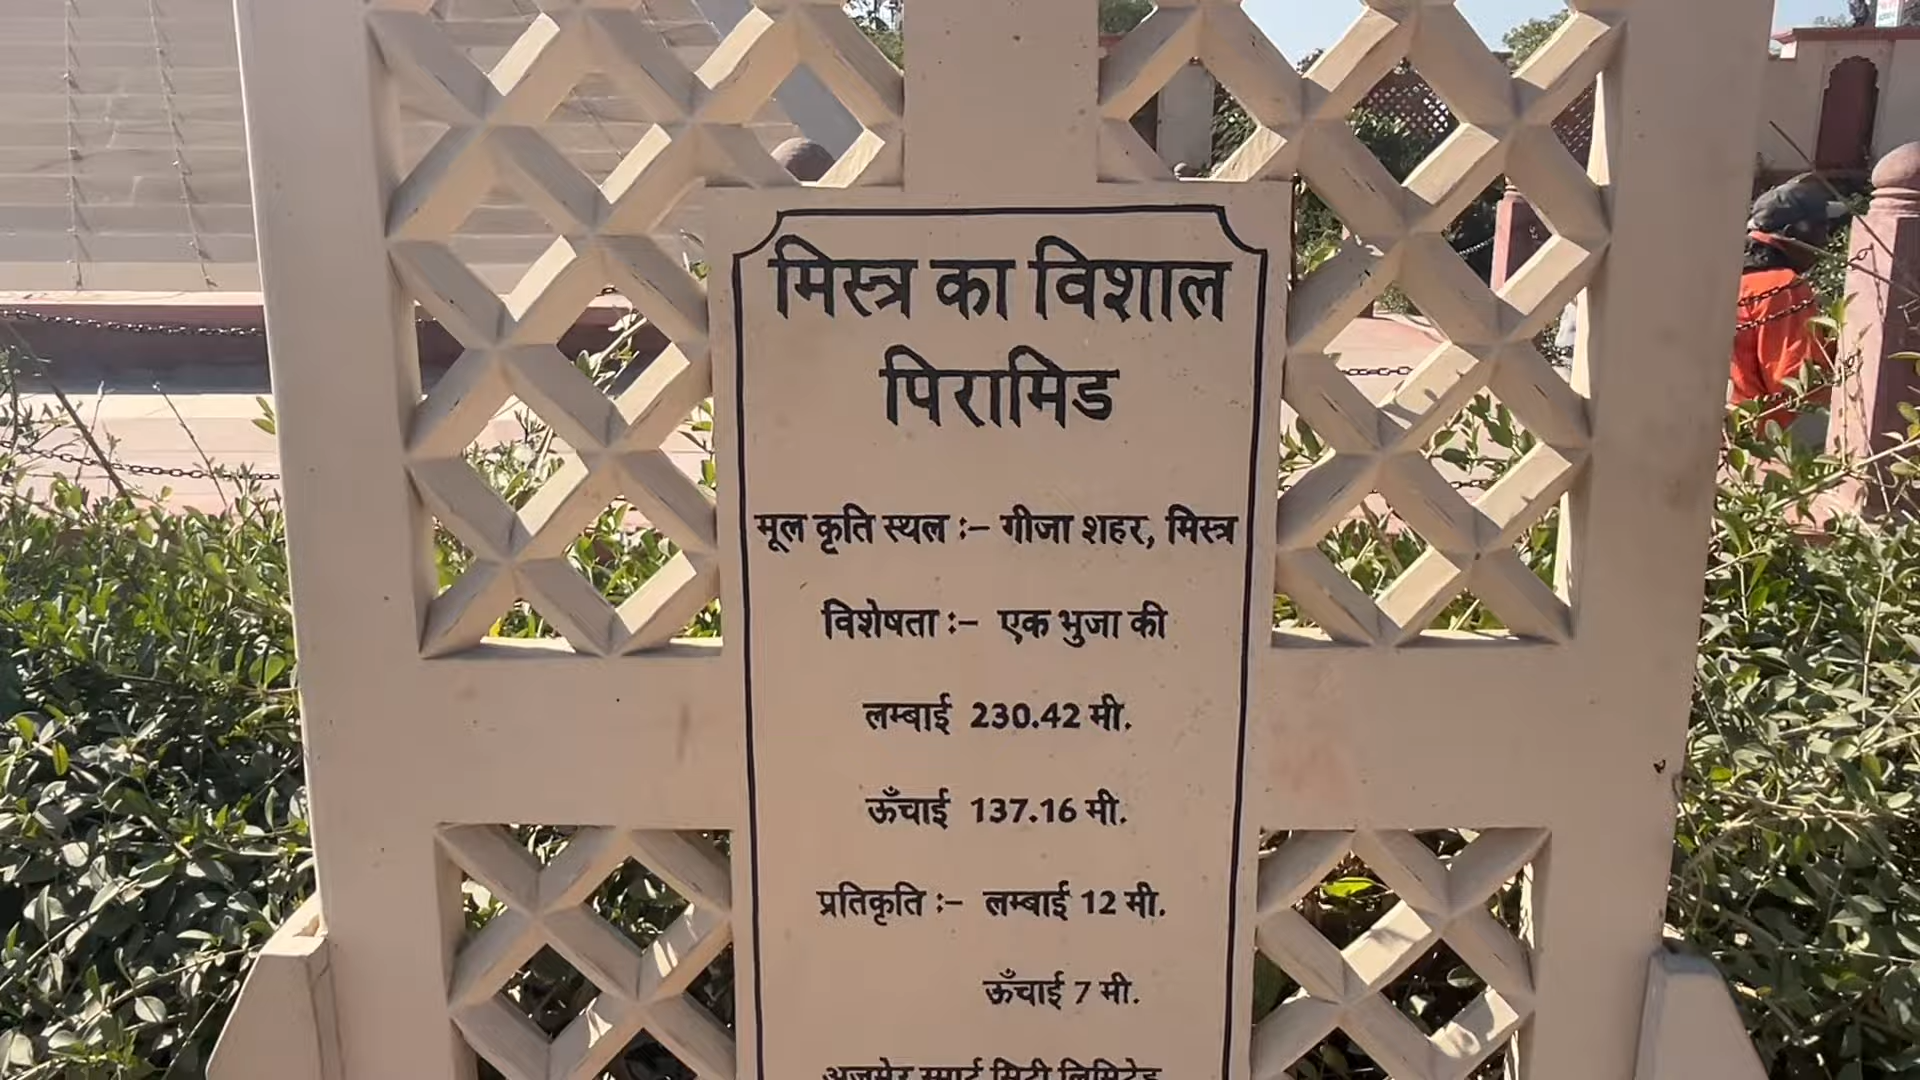 मिस्त्र का विशाल
पिरामिड
मूल कृति स्थल :– गीजा शहर, मिस्त्र
विशेषता :– एक भुजा की
लम्बाई 230.42 मी.
ऊँचाई 137.16 मी.
प्रतिकृति :– लम्बाई 12 मी.
ऊँचाई 7 मी.
अजमेर स्मार्ट सिटी लिमिटेड